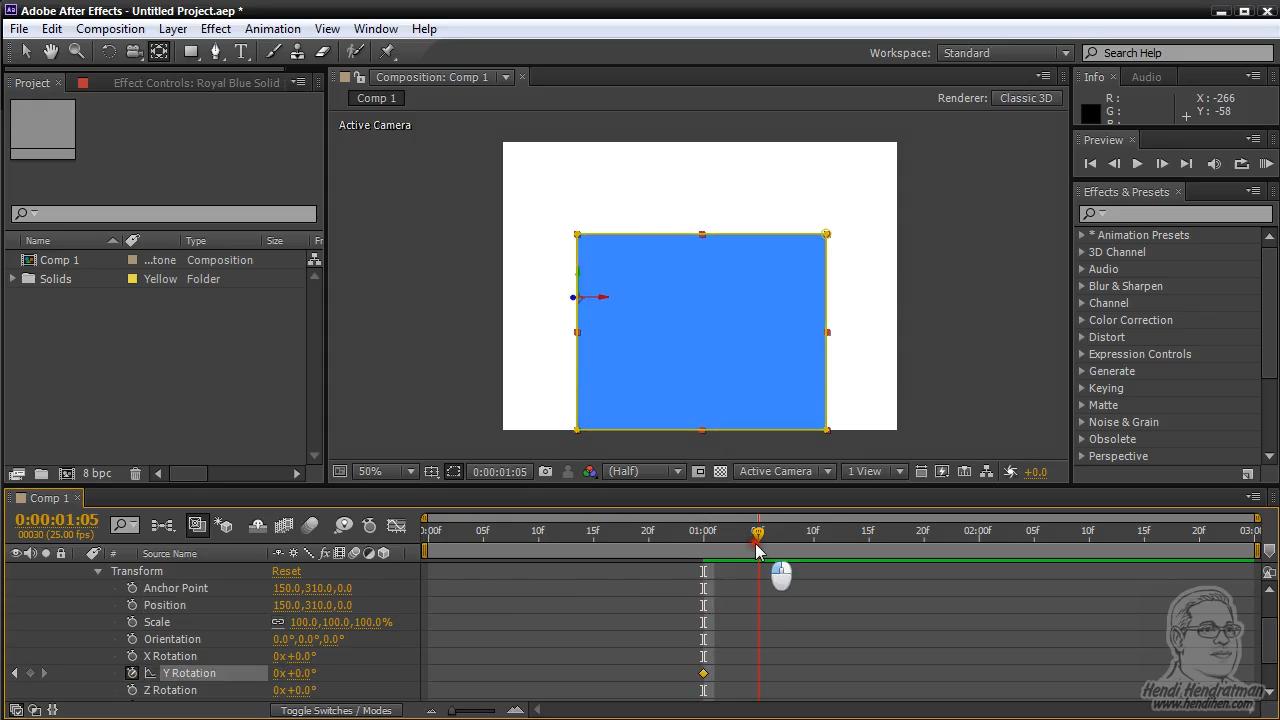 Adobe After Effects - Untitled Project.aep *
File Edit Composition Layer Effect Animation View Window Help
Workspace: Standard Search Help
Project Effect Controls: Royal Blue Solid
Composition: Comp 1
Info Audio
Comp 1
Renderer: Classic 3D
R : X : -266
G : Y : -58
Active Camera
Preview
Effects & Presets
Name Type Size Fr
Comp 1 ...tone Composition
Solids Yellow Folder
* Animation Presets
3D Channel
Audio
Blur & Sharpen
Channel
Color Correction
Distort
Expression Controls
Generate
Keying
Matte
Noise & Grain
Obsolete
Perspective
8 bpc
50% 0:00:01:05 (Half) Active Camera 1 View +0.0
Comp 1
0:00:01:05
00030 (25.00 fps)
:00F 05F 10F 15F 20F 01:00F 05F 10F 15F 20F 02:00F 05F 10F 15F 20F 03:00
# Source Name
Transform Reset
Anchor Point 150.0,310.0,0.0
Position 150.0,310.0,0.0
Scale 100.0,100.0,100.0%
Orientation 0.0°,0.0°,0.0°
X Rotation 0x+0.0°
Y Rotation 0x+0.0°
Z Rotation 0x+0.0°
Toggle Switches / Modes
Hendi Hendratman
www.hendihen.com